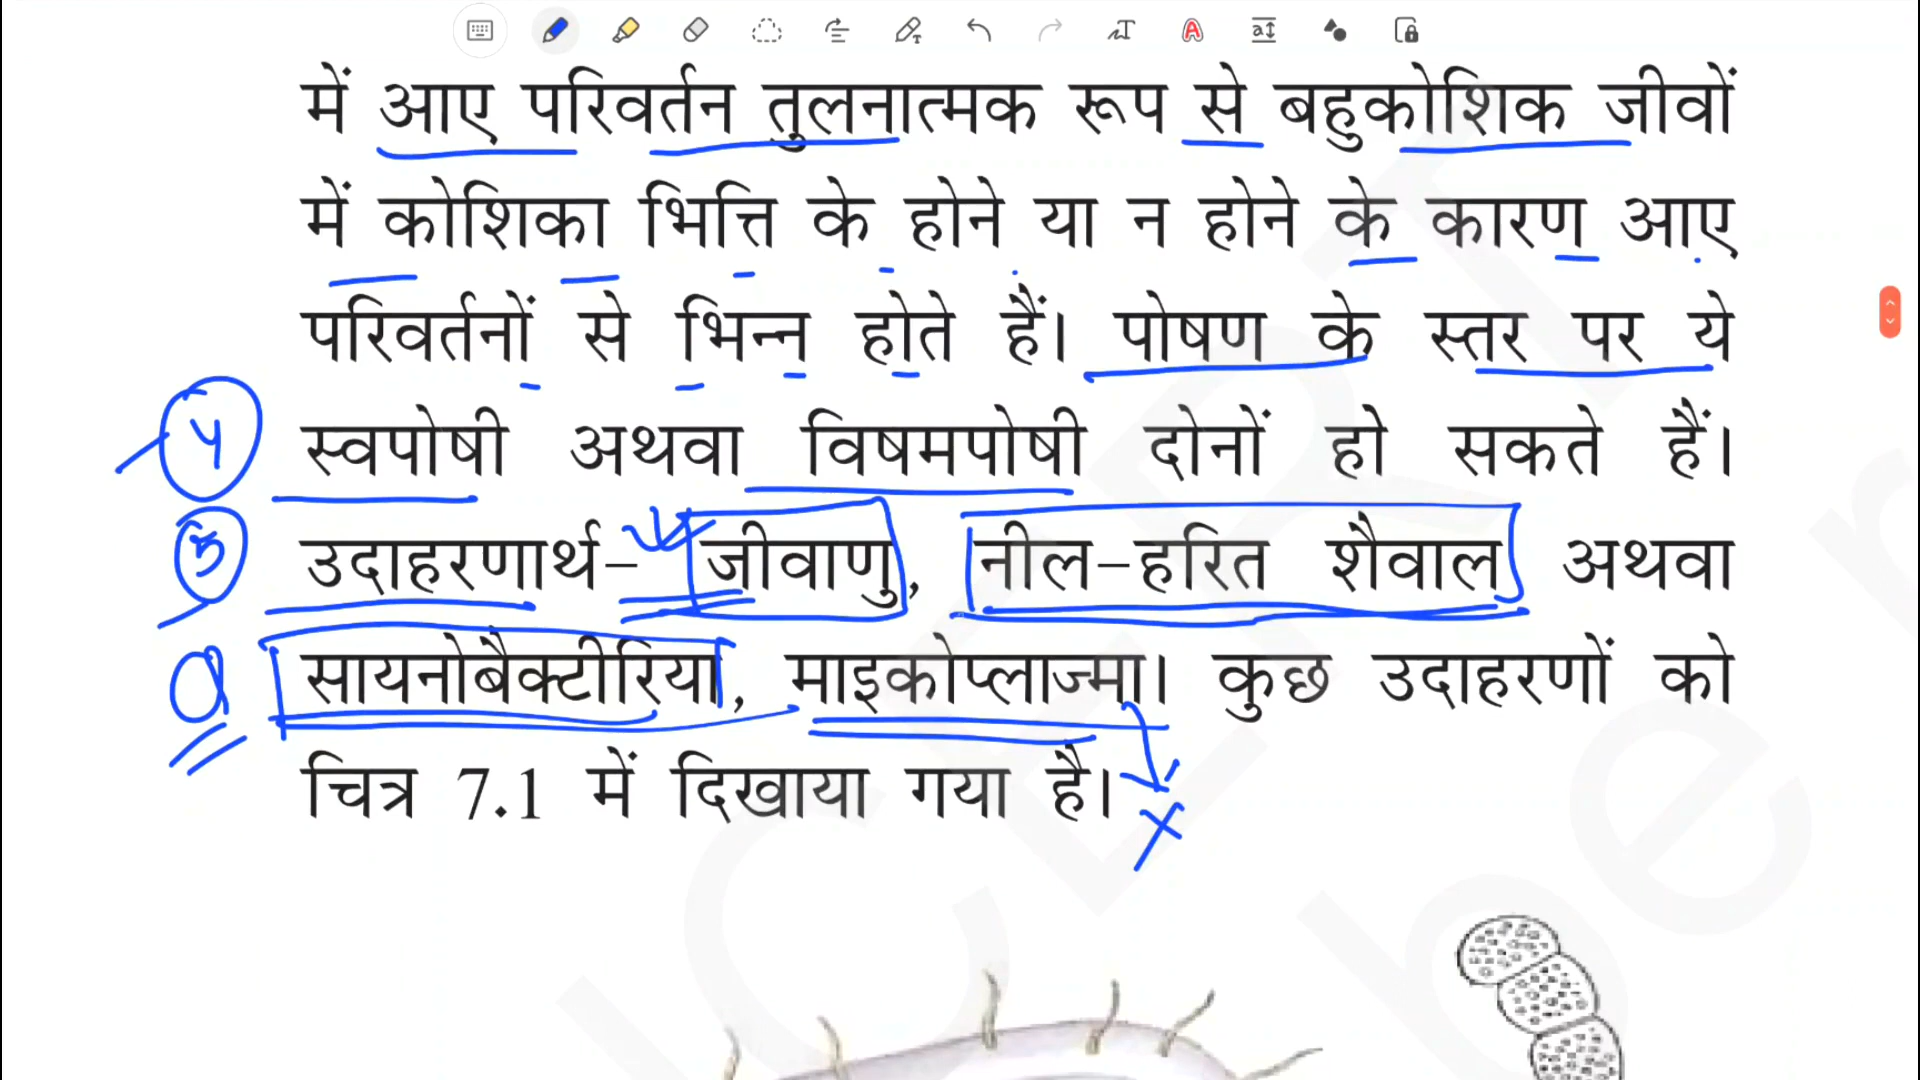 में आए परिवर्तन तुलनात्मक रूप से बहुकोशिक जीवों
में कोशिका भित्ति के होने या न होने के कारण आए
परिवर्तनों से भिन्न होते हैं। पोषण के स्तर पर ये
स्वपोषी अथवा विषमपोषी दोनों हो सकते हैं।
उदाहरणार्थ– जीवाणु, नील–हरित शैवाल अथवा
सायनोबैक्टीरिया, माइकोप्लाज्मा। कुछ उदाहरणों को
चित्र 7.1 में दिखाया गया है।